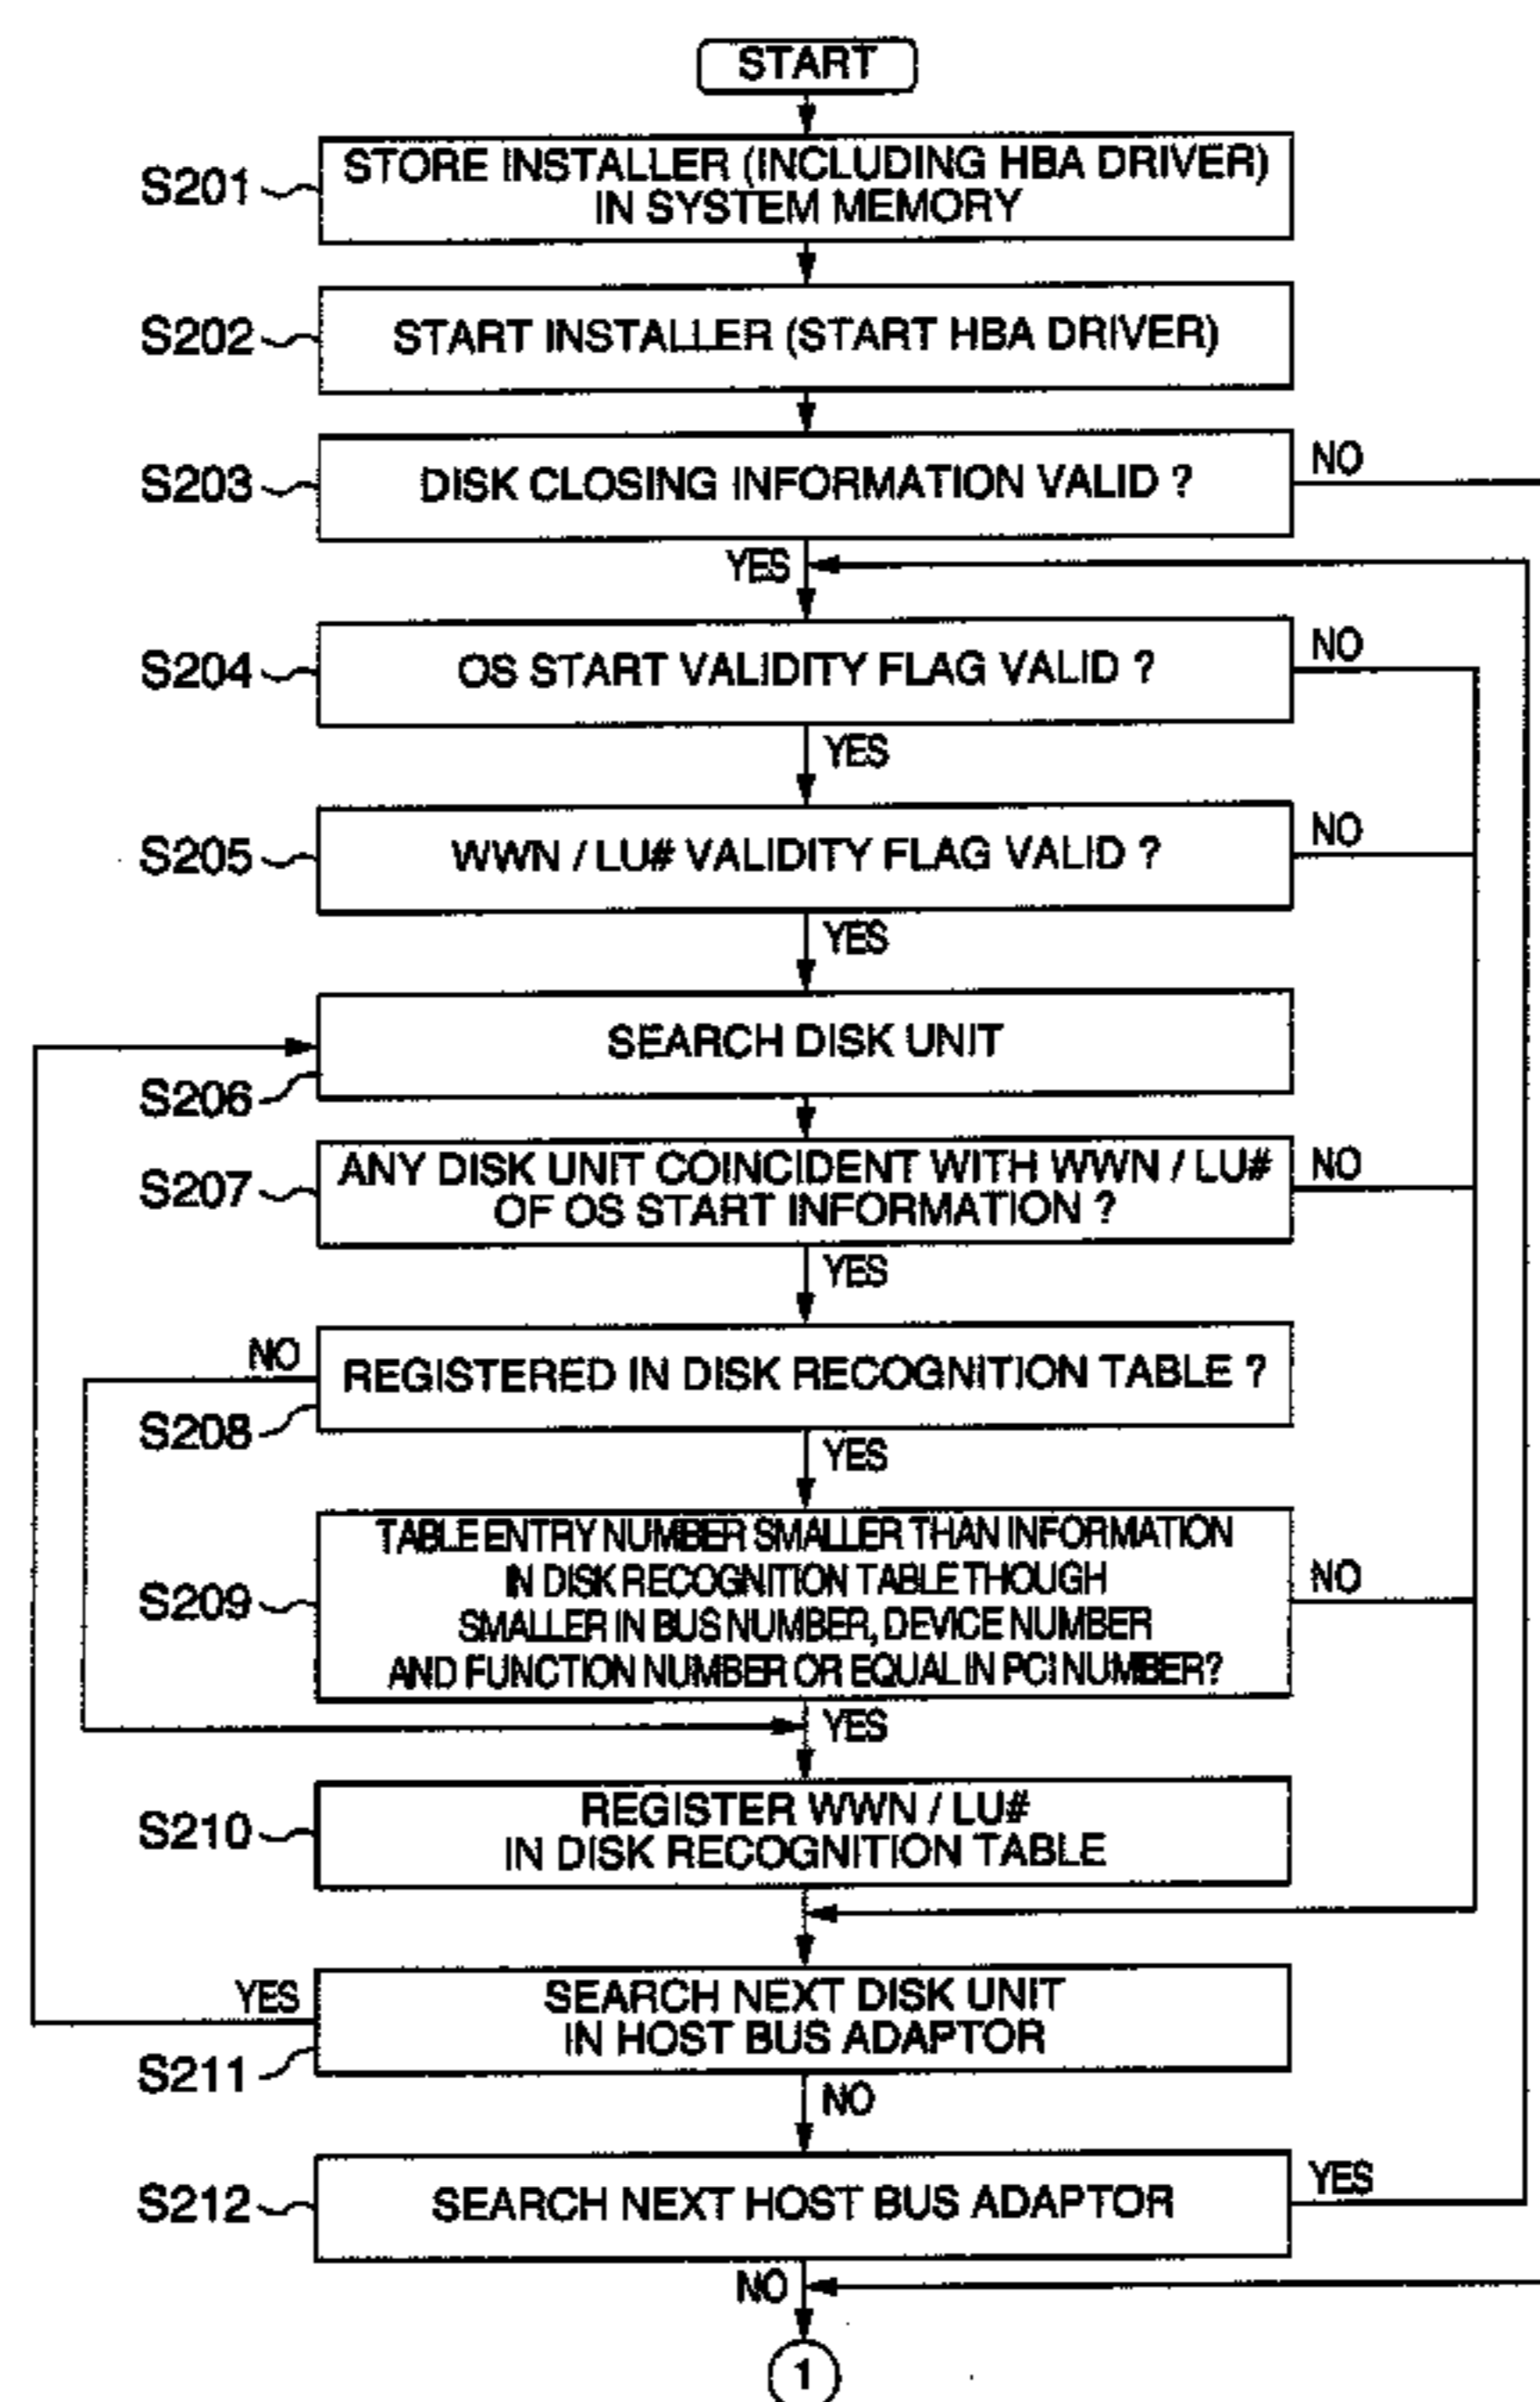 START
S201
STORE INSTALLER (INCLUDING HBA DRIVER)
IN SYSTEM MEMORY
S202
START INSTALLER (START HBA DRIVER)
S203
DISK CLOSING INFORMATION VALID ?
NO
YES
S204
OS START VALIDITY FLAG VALID ?
NO
YES
S205
WWN / LU# VALIDITY FLAG VALID ?
NO
YES
SEARCH DISK UNIT
S206
S207
ANY DISK UNIT COINCIDENT WITH WWN / LU#
OF OS START INFORMATION ?
NO
YES
NO
REGISTERED IN DISK RECOGNITION TABLE ?
S208
YES
S209
TABLE ENTRY NUMBER SMALLER THAN INFORMATION
IN DISK RECOGNITION TABLE THOUGH
SMALLER IN BUS NUMBER, DEVICE NUMBER
AND FUNCTION NUMBER OR EQUAL IN PCI NUMBER?
NO
YES
S210
REGISTER WWN / LU#
IN DISK RECOGNITION TABLE
YES
SEARCH NEXT DISK UNIT
IN HOST BUS ADAPTOR
S211
NO
S212
SEARCH NEXT HOST BUS ADAPTOR
YES
NO
1